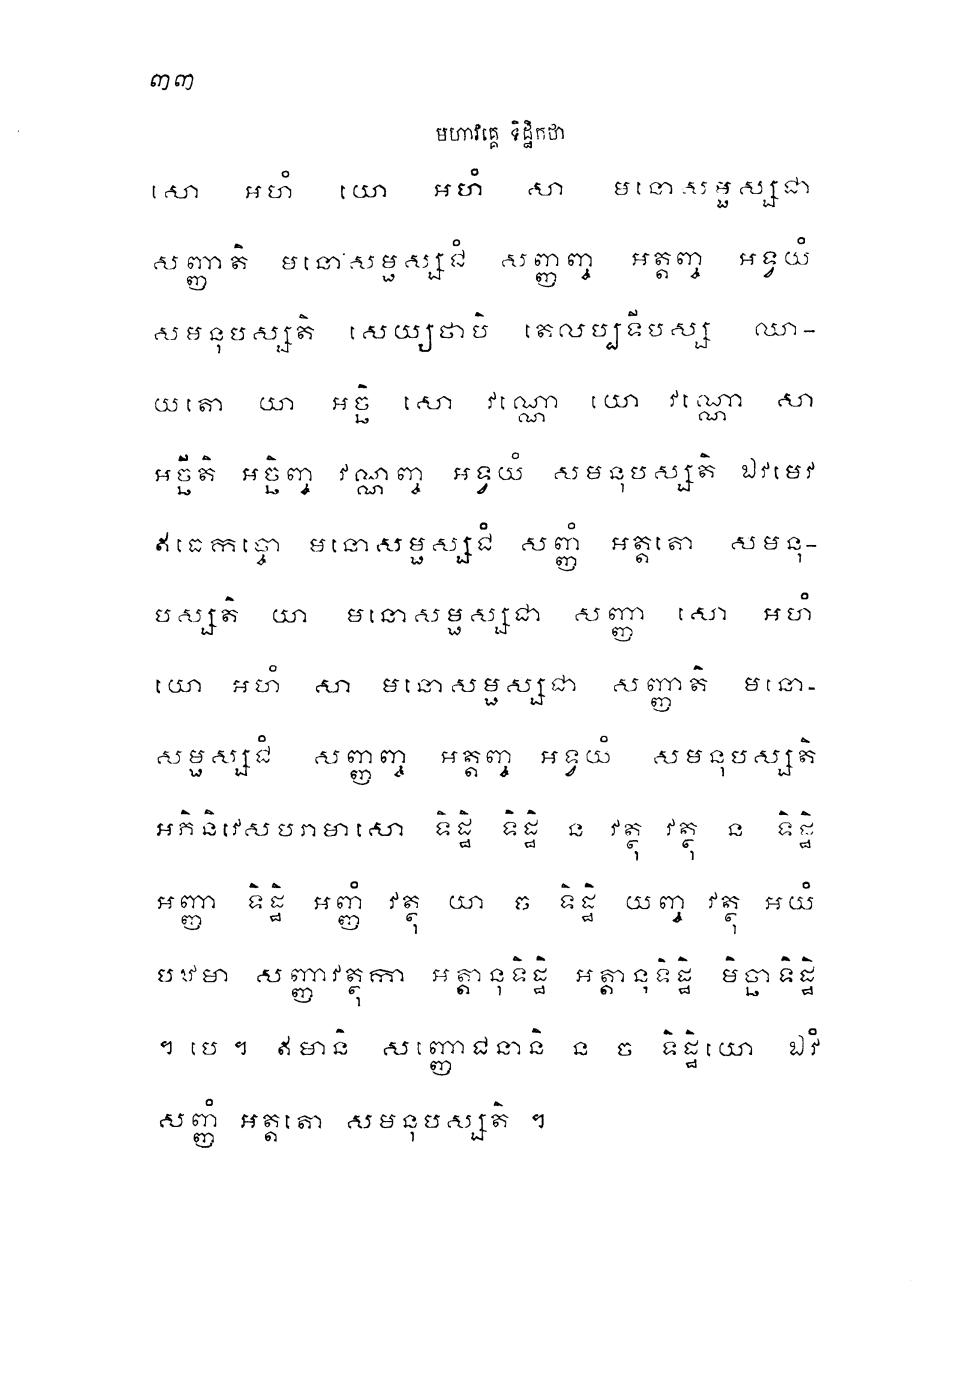 ៣៣
មហាវគ្គេ ទិដ្ឋិកថា
សោ អហំ យោ អហំ សា មនោសម្ផស្សជា
សញ្ញាតិ មនោសម្ផស្សជំ សញ្ញញ្ច អត្តញ្ច អទ្វយំ
សមនុបស្សតិ សេយ្យថាបិ តេលប្បទីបស្ស ឈា-
យតោ យា អច្ចិ សោ វណ្ណោ យោ វណ្ណោ សា
អច្ចីតិ អច្ចិញ្ច វណ្ណញ្ច អទ្វយំ សមនុបស្សតិ ឯវមេវ
ឥធេកច្ចោ មនោសម្ផស្សជំ សញ្ញំ អត្តតោ សមនុ-
បស្សតិ យា មនោសម្ផស្សជា សញ្ញា សោ អហំ
យោ អហំ សា មនោសម្ផស្សជា សញ្ញាតិ មនោ-
សម្ផស្សជំ សញ្ញញ្ច អត្តញ្ច អទ្វយំ សមនុបស្សតិ
អភិនិវេសបរាមាសោ ទិដ្ឋិ ទិដ្ឋិ ន វត្ថុ វត្ថុ ន ទិដ្ឋិ
អញ្ញា ទិដ្ឋិ អញ្ញំ វត្ថុ យា ច ទិដ្ឋិ យញ្ច វត្ថុ អយំ
បឋមា សញ្ញាវត្ថុកា អត្តានុទិដ្ឋិ អត្តានុទិដ្ឋិ មិច្ឆាទិដ្ឋិ
។ បេ ។ ឥមានិ សញ្ញោជនានិ ន ច ទិដ្ឋិយោ ឯវំ
សញ្ញំ អត្តតោ សមនុបស្សតិ ។